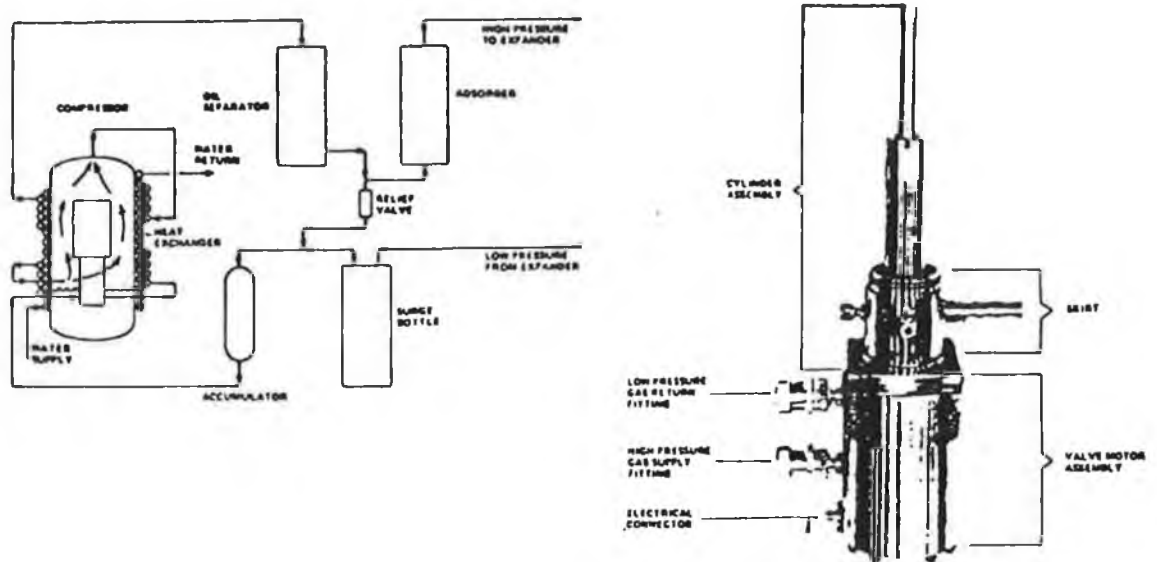 HIGH PRESSURE
TO EXPANDER
ADSORBER
OIL
SEPARATOR
COMPRESSOR
WATER
RETURN
RELIEF
VALVE
HEAT
EXCHANGER
LOW PRESSURE
FROM EXPANDER
SURGE
BOTTLE
WATER
SUPPLY
ACCUMULATOR
CYLINDER
ASSEMBLY
SKIRT
LOW PRESSURE
GAS RETURN
FITTING
HIGH PRESSURE
GAS SUPPLY
FITTING
ELECTRICAL
CONNECTOR
VALVE MOTOR
ASSEMBLY